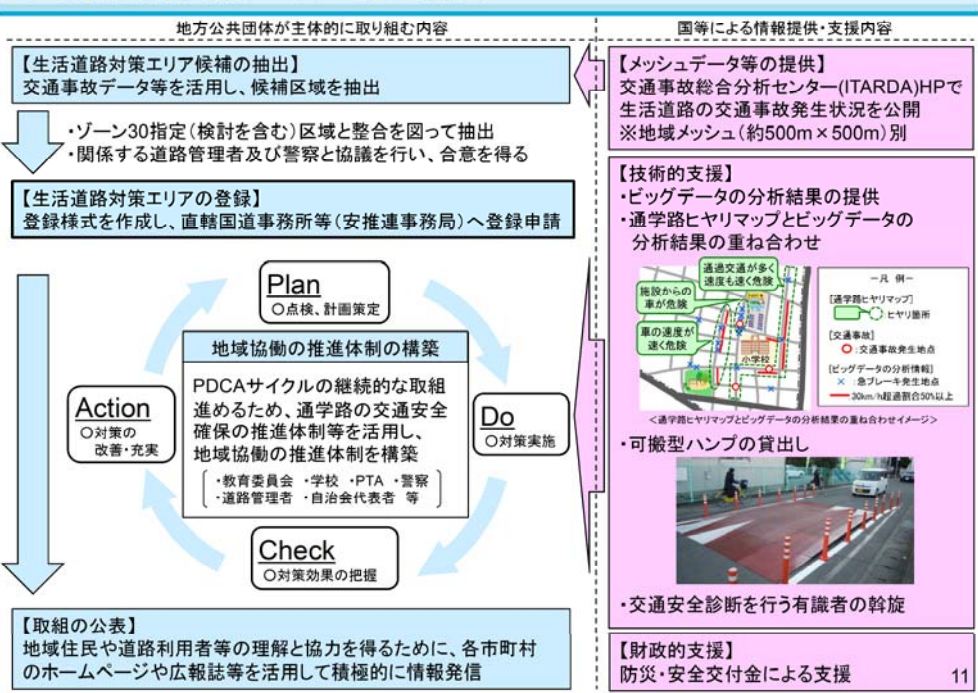 地方公共団体が主体的に取り組む内容
国等による情報提供・支援内容
【生活道路対策エリア候補の抽出】
交通事故データ等を活用し、候補区域を抽出
・ゾーン30指定(検討を含む)区域と整合を図って抽出
・関係する道路管理者及び警察と協議を行い、合意を得る
【生活道路対策エリアの登録】
登録様式を作成し、直轄国道事務所等(安推連事務局)へ登録申請
Plan
○点検、計画策定
地域協働の推進体制の構築
PDCAサイクルの継続的な取組
進めるため、通学路の交通安全
確保の推進体制等を活用し、
地域協働の推進体制を構築
・教育委員会 ・学校 ・PTA ・警察
・道路管理者 ・自治会代表者 等
Action
○対策の
改善・充実
Do
○対策実施
Check
○対策効果の把握
【取組の公表】
地域住民や道路利用者等の理解と協力を得るために、各市町村
のホームページや広報誌等を活用して積極的に情報発信
【メッシュデータ等の提供】
交通事故総合分析センター(ITARDA)HPで
生活道路の交通事故発生状況を公開
※地域メッシュ(約500m×500m)別
【技術的支援】
・ビッグデータの分析結果の提供
・通学路ヒヤリマップとビッグデータの
分析結果の重ね合わせ
通過交通が多く
速度も速く危険
施設からの
車が危険
車の速度が
速く危険
小学校
－凡 例－
[通学路ヒヤリマップ]
:ヒヤリ箇所
[交通事故]
:交通事故発生地点
[ビッグデータの分析情報]
× :急ブレーキ発生地点
30km/h超過割合50%以上
<通学路ヒヤリマップとビッグデータの分析結果の重ね合わせイメージ>
・可搬型ハンプの貸出し
・交通安全診断を行う有識者の斡旋
【財政的支援】
防災・安全交付金による支援
11